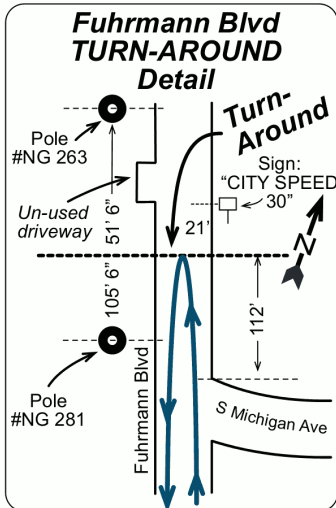 Fuhrmann Blvd
TURN-AROUND
Detail
Turn-
Around
Pole
#NG 263
Sign:
“CITY SPEED”
30”
Un-used
driveway
51’ 6”
21’
N
105’ 6”
112’
Pole
#NG 281
Fuhrmann Blvd
S Michigan Ave